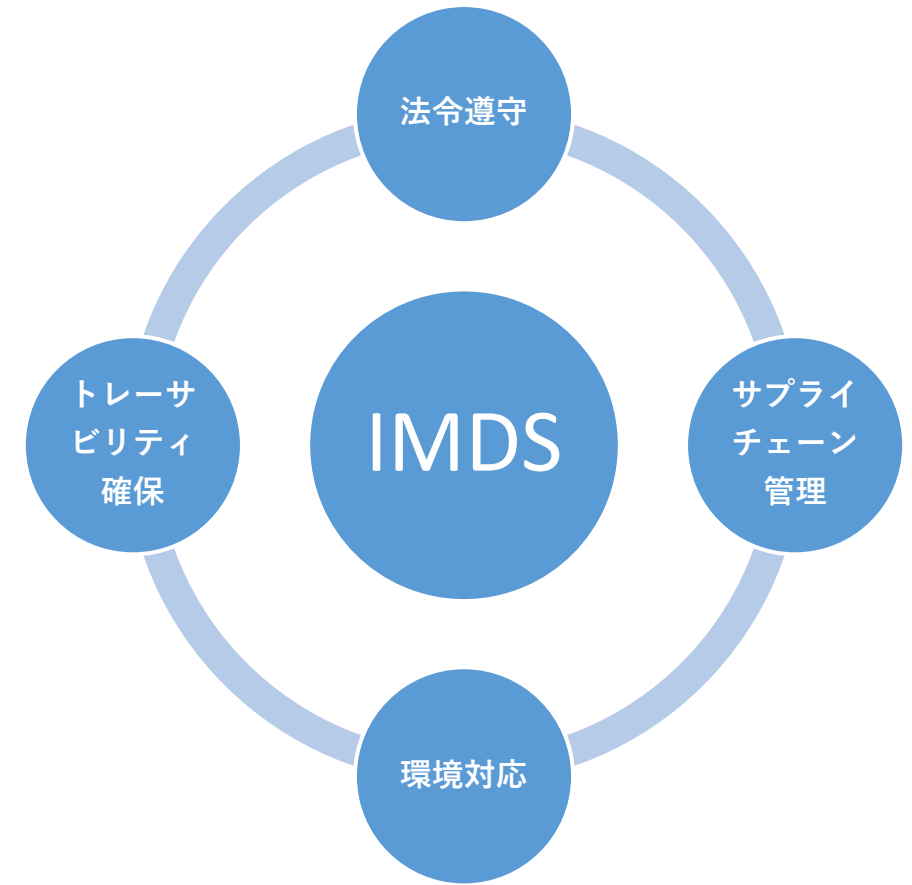 法令遵守
トレーサ
ビリティ
確保
IMDS
サプライ
チェーン
管理
環境対応